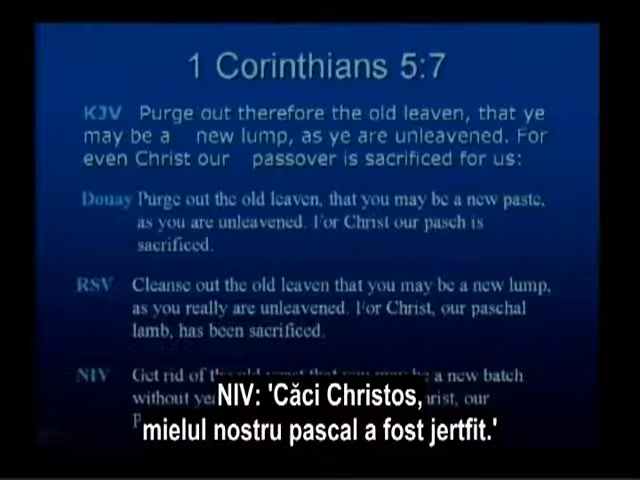 1 Corinthians 5:7
KJV Purge out therefore the old leaven, that ye
may be a new lump, as ye are unleavened. For
even Christ our passover is sacrificed for us:
Douay Purge out the old leaven, that you may be a new paste,
as you are unleavened. For Christ our pasch is
sacrificed.
RSV Cleanse out the old leaven that you may be a new lump,
as you really are unleavened. For Christ, our paschal
lamb, has been sacrificed.
NIV Get rid of the old yeast that you may be a new batch
without
our
NIV: 'Căci Christos,
mielul nostru pascal a fost jertfit.'